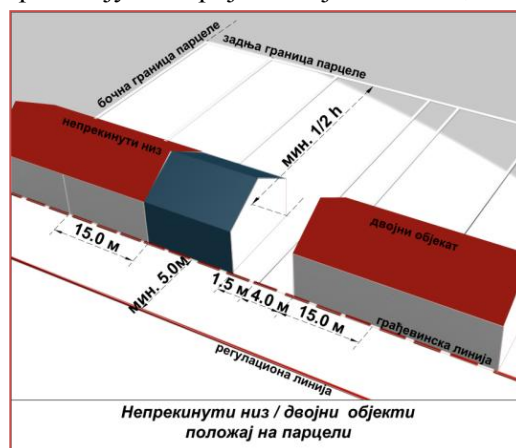 бочна граница парцеле
задња граница парцеле
непрекинути низ
мин. 1/2 h
двојни објекат
15.0 м
мин. 5.0м
1.5 м
4.0 м
15.0 м
грађевинска линија
регулациона линија
Непрекинути низ / двојни објекти
положај на парцели